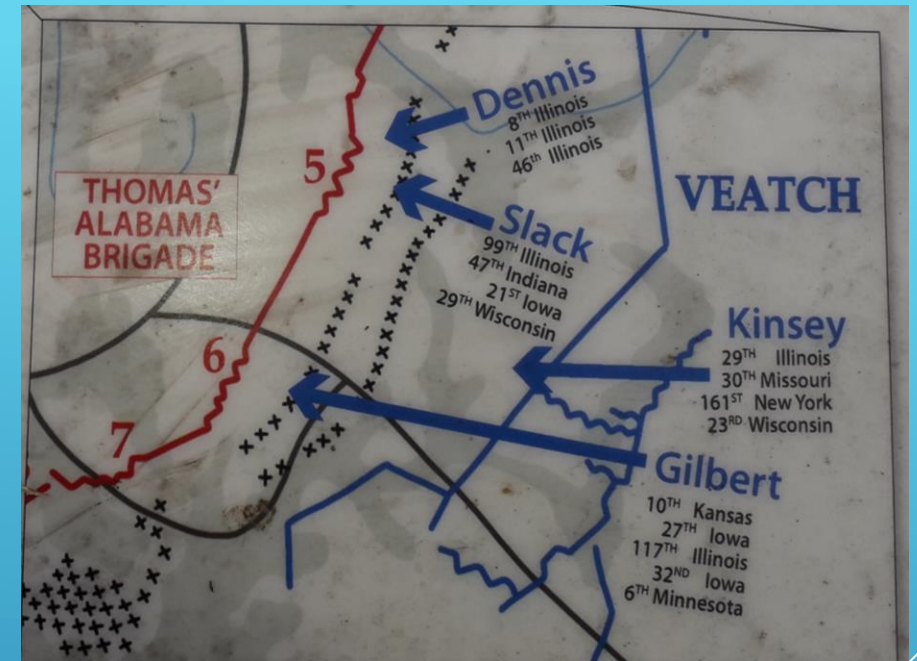 Dennis
8TH Illinois
11TH Illinois
46th Illinois
5
THOMAS'
ALABAMA
BRIGADE
VEATCH
Slack
99TH Illinois
47TH Indiana
21ST Iowa
29TH Wisconsin
6
Kinsey
29TH Illinois
30TH Missouri
161ST New York
23RD Wisconsin
7
Gilbert
10TH Kansas
27TH Iowa
117TH Illinois
32ND Iowa
6TH Minnesota